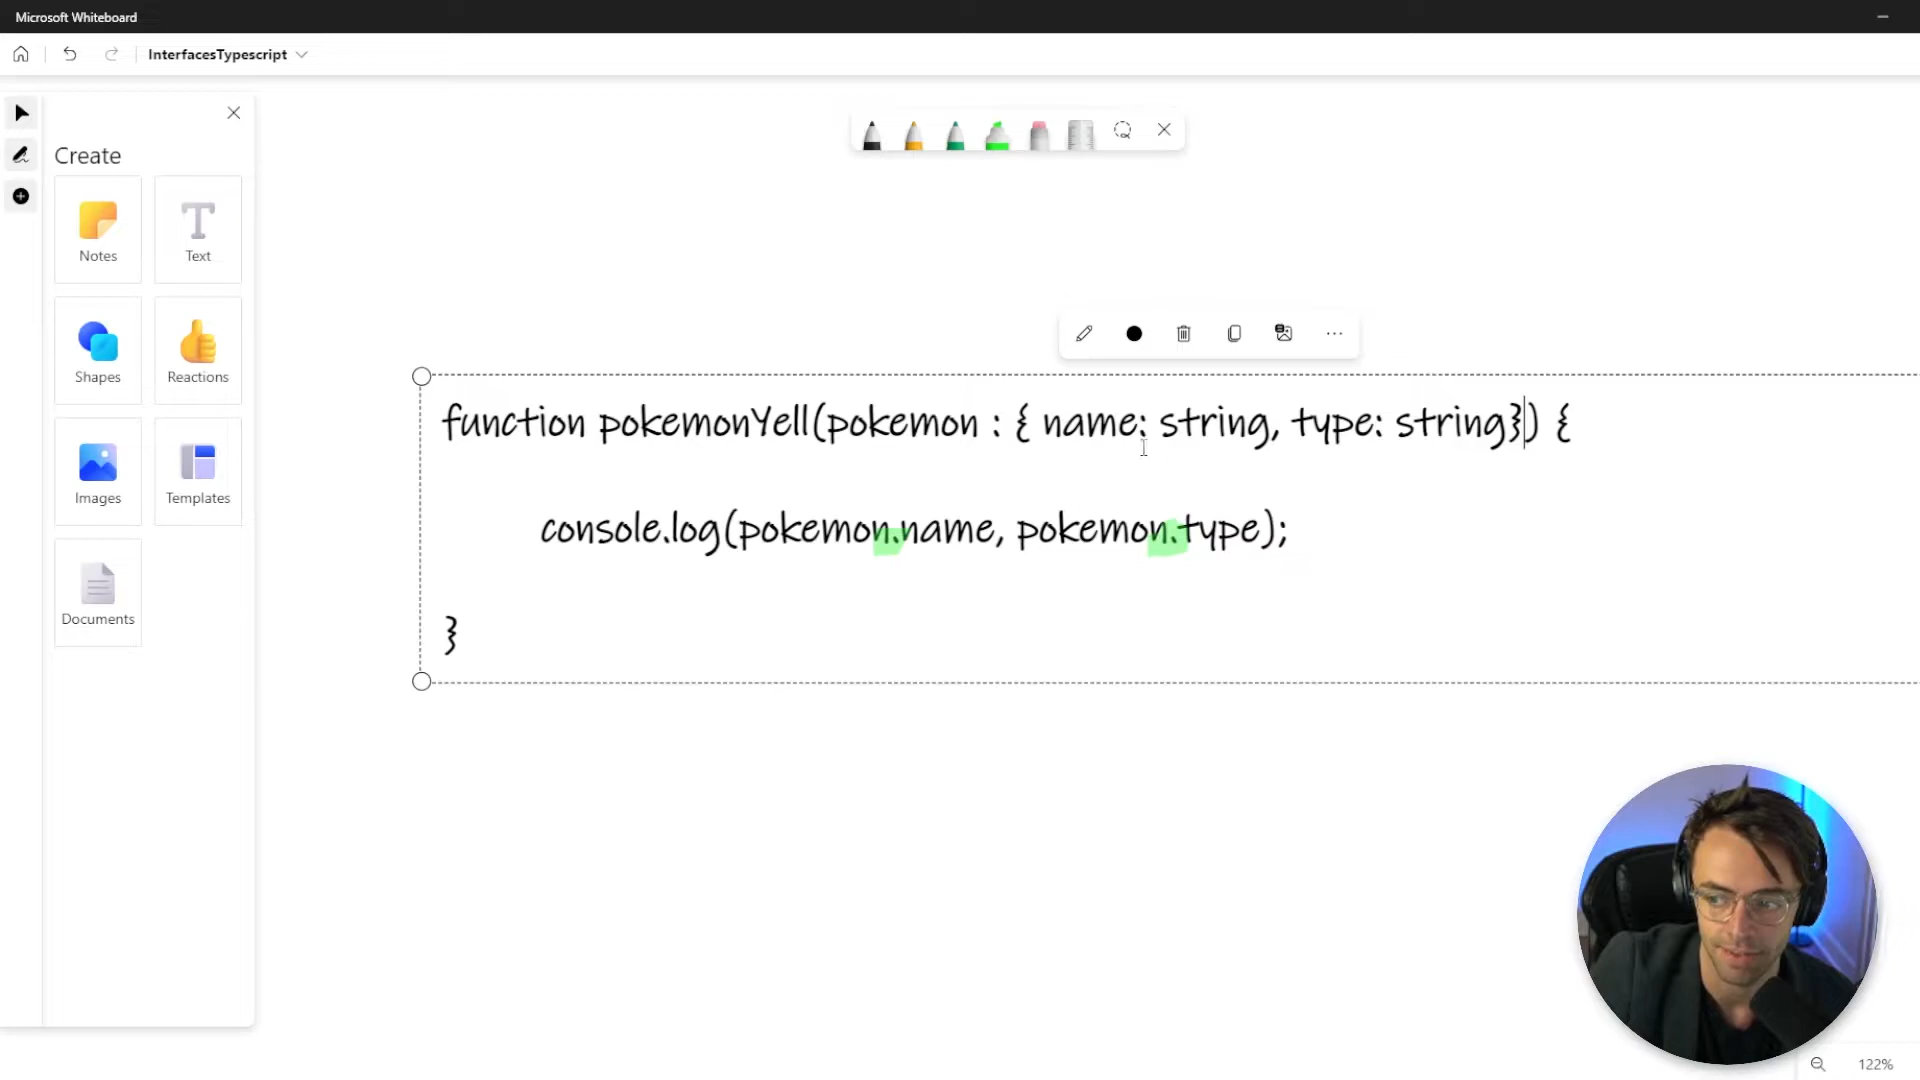 Microsoft Whiteboard
InterfacesTypescript
Create
Notes
Text
Shapes
Reactions
Images
Templates
Documents
function pokemonYell(pokemon : { name: string, type: string}) {
console.log(pokemon.name, pokemon.type);
}
122%